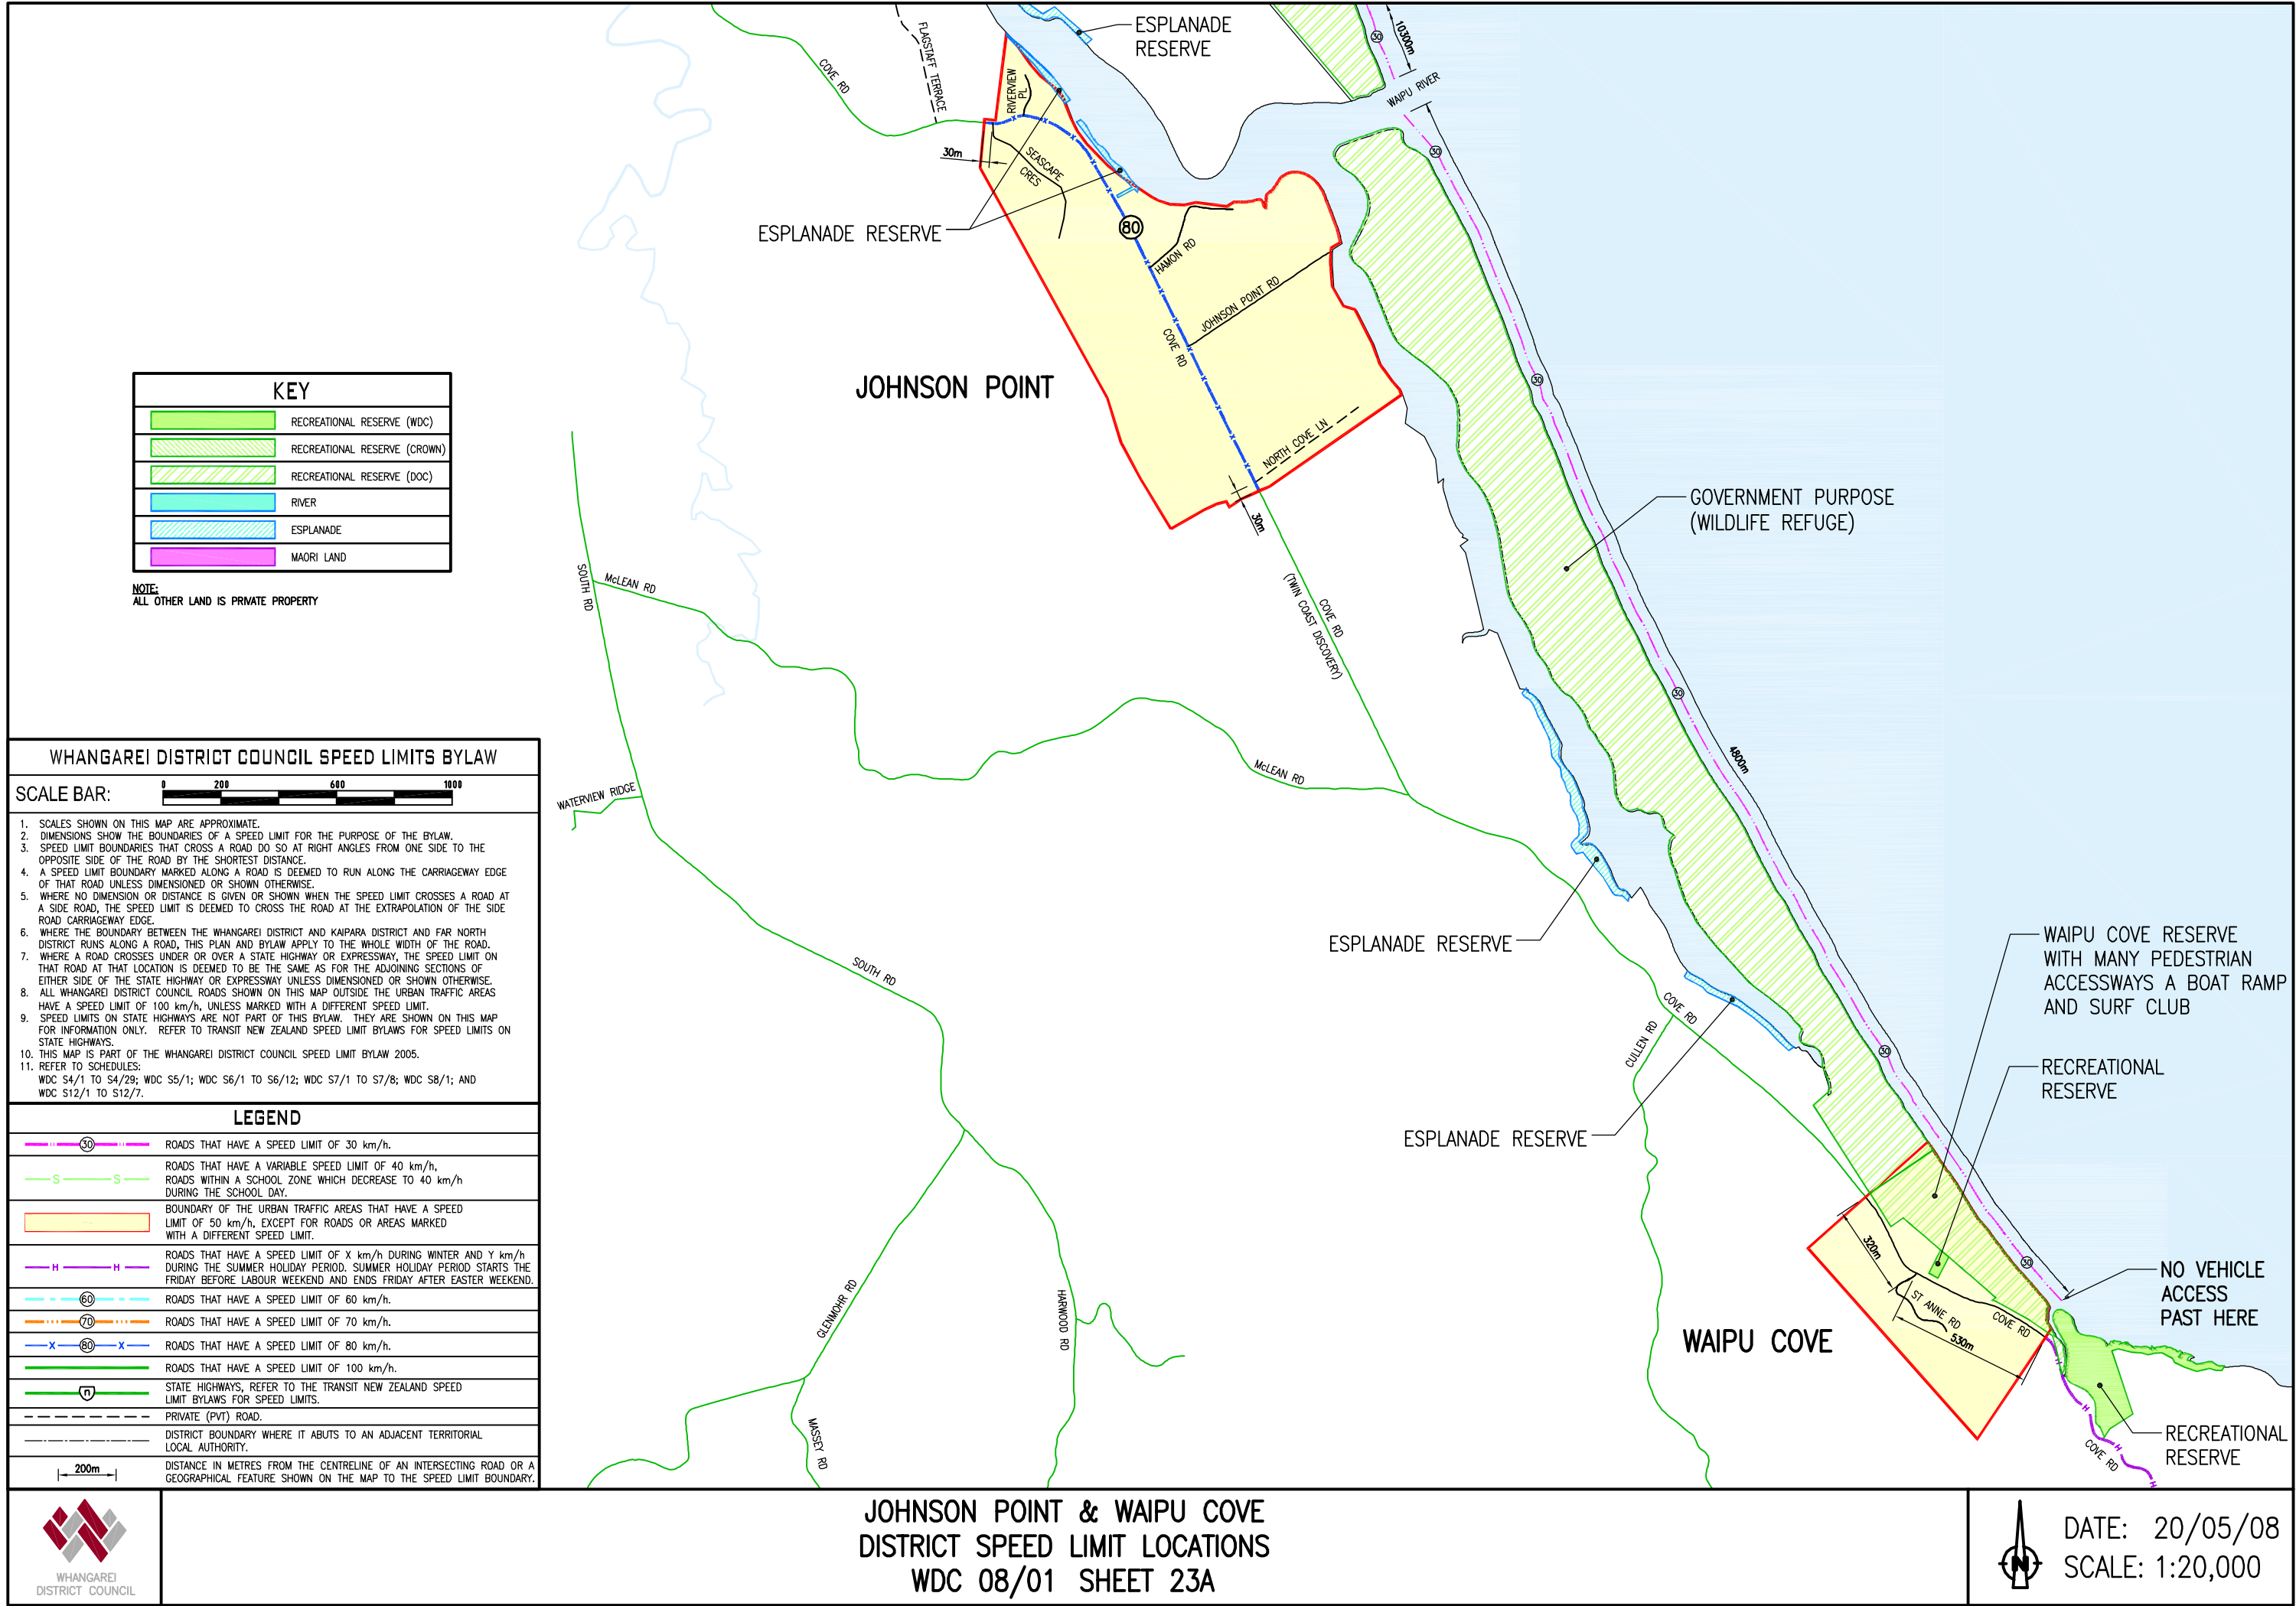 ESPLANADE
RESERVE
10300m
WAIPU RIVER
30
FLAGSTAFF TERRACE
COVE RD
RIVERVIEW
PL
30m
SEASCAPE
CRES
30
ESPLANADE RESERVE
80
HAMON RD
JOHNSON POINT RD
COVE RD
JOHNSON POINT
30
NORTH COVE LN
30m
GOVERNMENT PURPOSE
(WILDLIFE REFUGE)
KEY
RECREATIONAL RESERVE (WDC)
RECREATIONAL RESERVE (CROWN)
RECREATIONAL RESERVE (DOC)
RIVER
ESPLANADE
MAORI LAND
NOTE:
ALL OTHER LAND IS PRIVATE PROPERTY
SOUTH RD
McLEAN RD
COVE RD
(TWIN COAST DISCOVERY)
30
4800m
McLEAN RD
WATERVIEW RIDGE
ESPLANADE RESERVE
SOUTH RD
COVE RD
CULLEN RD
30
WAIPU COVE RESERVE
WITH MANY PEDESTRIAN
ACCESSWAYS A BOAT RAMP
AND SURF CLUB
RECREATIONAL
RESERVE
ESPLANADE RESERVE
320m
ST ANNE RD
COVE RD
530m
30
NO VEHICLE
ACCESS
PAST HERE
WAIPU COVE
GLENMOHR RD
HARWOOD RD
MASSEY RD
H
H
H
H
COVE RD
RECREATIONAL
RESERVE
WHANGAREI DISTRICT COUNCIL SPEED LIMITS BYLAW
SCALE BAR:
0 200 600 1000
1. SCALES SHOWN ON THIS MAP ARE APPROXIMATE.
2. DIMENSIONS SHOW THE BOUNDARIES OF A SPEED LIMIT FOR THE PURPOSE OF THE BYLAW.
3. SPEED LIMIT BOUNDARIES THAT CROSS A ROAD DO SO AT RIGHT ANGLES FROM ONE SIDE TO THE
OPPOSITE SIDE OF THE ROAD BY THE SHORTEST DISTANCE.
4. A SPEED LIMIT BOUNDARY MARKED ALONG A ROAD IS DEEMED TO RUN ALONG THE CARRIAGEWAY EDGE
OF THAT ROAD UNLESS DIMENSIONED OR SHOWN OTHERWISE.
5. WHERE NO DIMENSION OR DISTANCE IS GIVEN OR SHOWN WHEN THE SPEED LIMIT CROSSES A ROAD AT
A SIDE ROAD, THE SPEED LIMIT IS DEEMED TO CROSS THE ROAD AT THE EXTRAPOLATION OF THE SIDE
ROAD CARRIAGEWAY EDGE.
6. WHERE THE BOUNDARY BETWEEN THE WHANGAREI DISTRICT AND KAIPARA DISTRICT AND FAR NORTH
DISTRICT RUNS ALONG A ROAD, THIS PLAN AND BYLAW APPLY TO THE WHOLE WIDTH OF THE ROAD.
7. WHERE A ROAD CROSSES UNDER OR OVER A STATE HIGHWAY OR EXPRESSWAY, THE SPEED LIMIT ON
THAT ROAD AT THAT LOCATION IS DEEMED TO BE THE SAME AS FOR THE ADJOINING SECTIONS OF
EITHER SIDE OF THE STATE HIGHWAY OR EXPRESSWAY UNLESS DIMENSIONED OR SHOWN OTHERWISE.
8. ALL WHANGAREI DISTRICT COUNCIL ROADS SHOWN ON THIS MAP OUTSIDE THE URBAN TRAFFIC AREAS
HAVE A SPEED LIMIT OF 100 km/h, UNLESS MARKED WITH A DIFFERENT SPEED LIMIT.
9. SPEED LIMITS ON STATE HIGHWAYS ARE NOT PART OF THIS BYLAW. THEY ARE SHOWN ON THIS MAP
FOR INFORMATION ONLY. REFER TO TRANSIT NEW ZEALAND SPEED LIMIT BYLAWS FOR SPEED LIMITS ON
STATE HIGHWAYS.
10. THIS MAP IS PART OF THE WHANGAREI DISTRICT COUNCIL SPEED LIMIT BYLAW 2005.
11. REFER TO SCHEDULES:
WDC S4/1 TO S4/29; WDC S5/1; WDC S6/1 TO S6/12; WDC S7/1 TO S7/8; WDC S8/1; AND
WDC S12/1 TO S12/7.
LEGEND
30 ROADS THAT HAVE A SPEED LIMIT OF 30 km/h.
S S ROADS THAT HAVE A VARIABLE SPEED LIMIT OF 40 km/h,
ROADS WITHIN A SCHOOL ZONE WHICH DECREASE TO 40 km/h
DURING THE SCHOOL DAY.
BOUNDARY OF THE URBAN TRAFFIC AREAS THAT HAVE A SPEED
LIMIT OF 50 km/h, EXCEPT FOR ROADS OR AREAS MARKED
WITH A DIFFERENT SPEED LIMIT.
H H ROADS THAT HAVE A SPEED LIMIT OF X km/h DURING WINTER AND Y km/h
DURING THE SUMMER HOLIDAY PERIOD. SUMMER HOLIDAY PERIOD STARTS THE
FRIDAY BEFORE LABOUR WEEKEND AND ENDS FRIDAY AFTER EASTER WEEKEND.
60 ROADS THAT HAVE A SPEED LIMIT OF 60 km/h.
70 ROADS THAT HAVE A SPEED LIMIT OF 70 km/h.
X 80 X ROADS THAT HAVE A SPEED LIMIT OF 80 km/h.
ROADS THAT HAVE A SPEED LIMIT OF 100 km/h.
n STATE HIGHWAYS, REFER TO THE TRANSIT NEW ZEALAND SPEED
LIMIT BYLAWS FOR SPEED LIMITS.
PRIVATE (PVT) ROAD.
DISTRICT BOUNDARY WHERE IT ABUTS TO AN ADJACENT TERRITORIAL
LOCAL AUTHORITY.
200m DISTANCE IN METRES FROM THE CENTRELINE OF AN INTERSECTING ROAD OR A
GEOGRAPHICAL FEATURE SHOWN ON THE MAP TO THE SPEED LIMIT BOUNDARY.
WHANGAREI
DISTRICT COUNCIL
JOHNSON POINT & WAIPU COVE
DISTRICT SPEED LIMIT LOCATIONS
WDC 08/01 SHEET 23A
N
DATE: 20/05/08
SCALE: 1:20,000